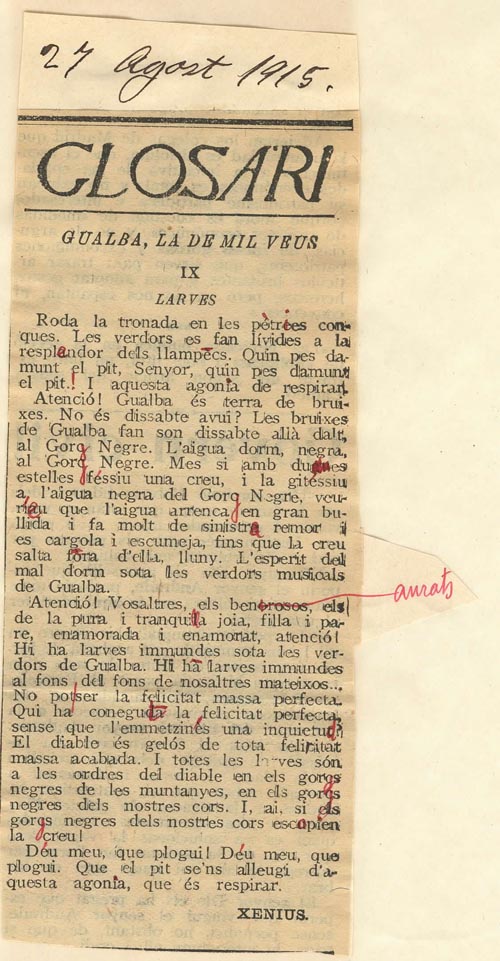 27 Agost 1915.
GLOSARI
GUALBA, LA DE MIL VEUS
IX
LARVES
Roda la tronada en les pètries con-
ques. Les verdors es fan lívides a la
resplandor dels llampecs. Quin pes da-
munt el pit, Senyor, quin pes damunt
el pit! I aquesta agonia de respirar.
Atenció! Gualba és terra de brui-
xes. No és dissabte avui? Les bruixes
de Gualba fan son dissabte allà dalt,
al Gorg Negre. L'aigua dorm, negra,
al Gorg Negre. Mes si amb dugues
estelles féssiu una creu, i la gitéssiu
a l'aigua negra del Gorg Negre, veu-
ríau que l'aigua arrenca en gran bu-
llida i fa molt de sinistra remor i
es cargola i escumeja, fins que la creu
salta fora d'ella, lluny. L'esperit del
mal dorm sota les verdors musicals
de Gualba.
Atenció! Vosaltres, els benorosos, els
aurats
de la pura i tranquila joia, filla i pa-
re, enamorada i enamorat, atenció!
Hi ha larves immundes sota les ver-
dors de Gualba. Hi ha larves immundes
al fons del fons de nosaltres mateixos...
No potser la felicitat massa perfecta.
Qui ha coneguda la felicitat perfecta,
sense que l'emmetzinés una inquietud?
El diable és gelós de tota felicitat
massa acabada. I totes les larves són
a les ordres del diable en els gorgs
negres de les muntanyes, en els gorgs
negres dels nostres cors. I, ai, si els
gorgs negres dels nostres cors escopien
la creu!
Déu meu, que plogui! Déu meu, que
plogui. Que el pit se'ns alleugi d'a-
questa agonia, que és respirar.
XENIUS.